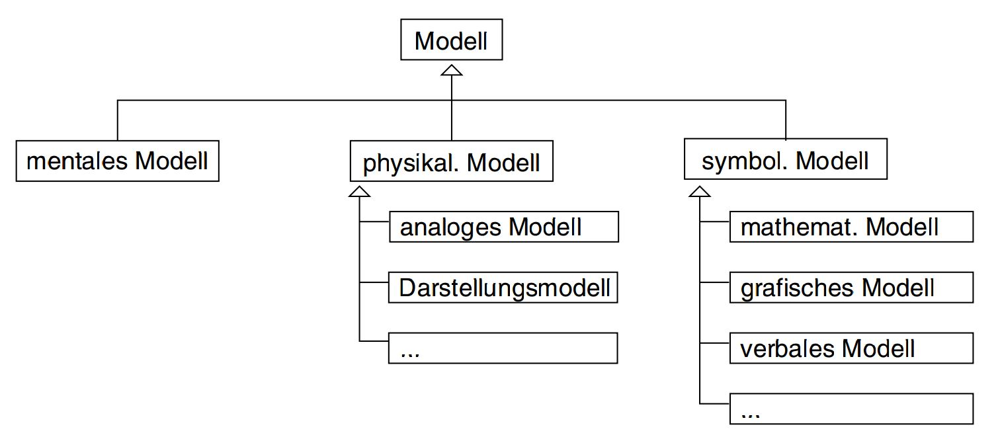 Modell
mentales Modell
physikal. Modell
symbol. Modell
analoges Modell
Darstellungsmodell
...
mathemat. Modell
grafisches Modell
verbales Modell
...